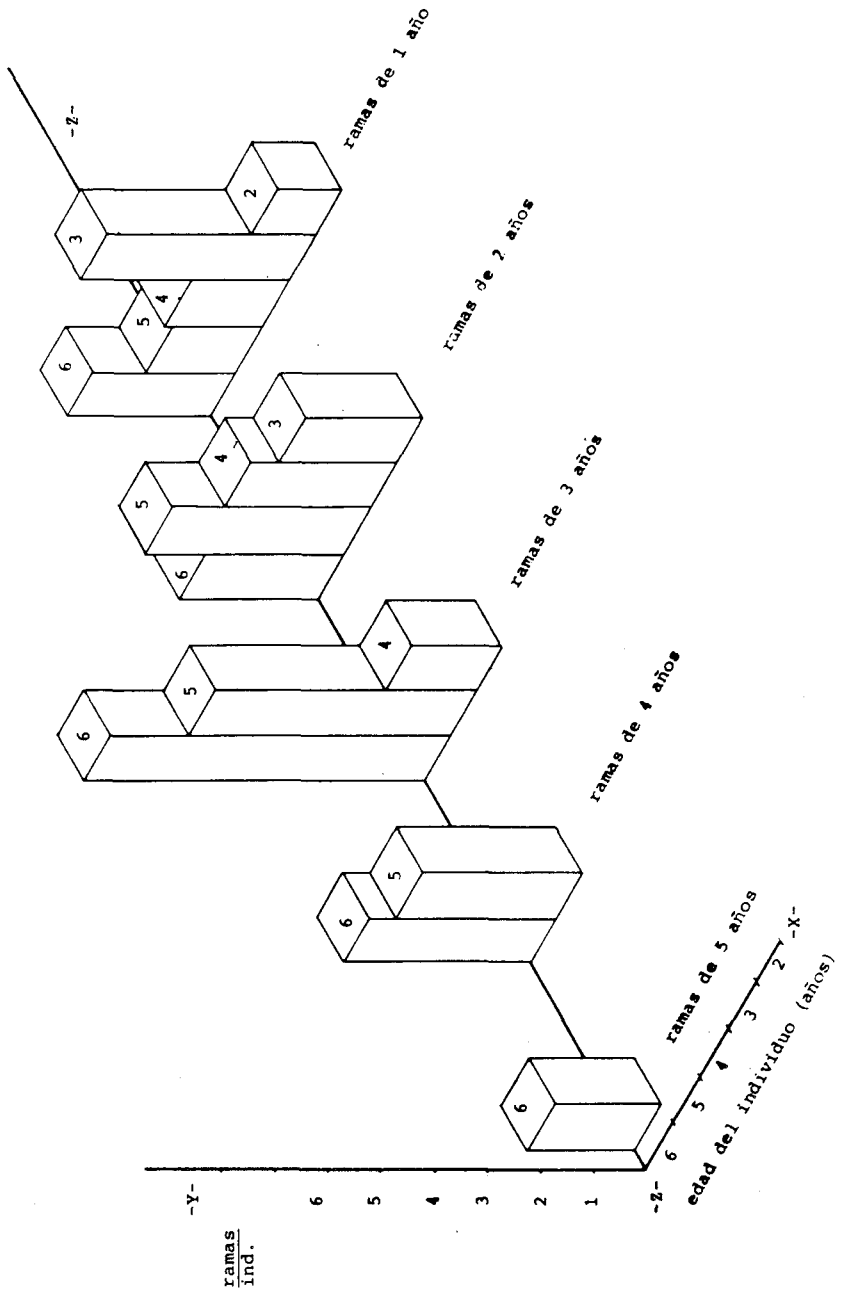 -Y-
ramas
ind.
6
5
4
3
2
1
-Z-
6
5
4
3
2
-X-
edad del individuo (años)
6
ramas de 5 años
6
5
ramas de 4 años
6
5
4
ramas de 3 años
6
5
4
3
ramas de 2 años
6
5
4
3
2
ramas de 1 año
-Z-